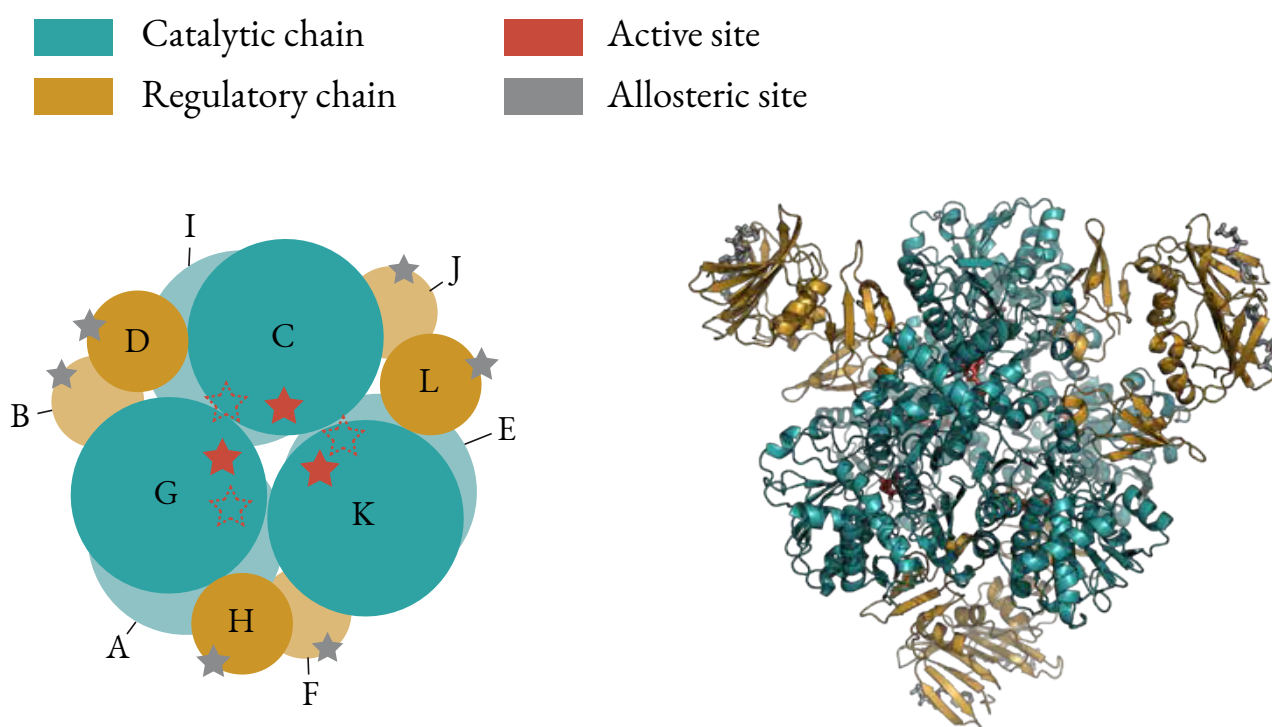 Catalytic chain
Active site
Regulatory chain
Allosteric site
I
J
C
D
L
B
E
G
K
H
A
F